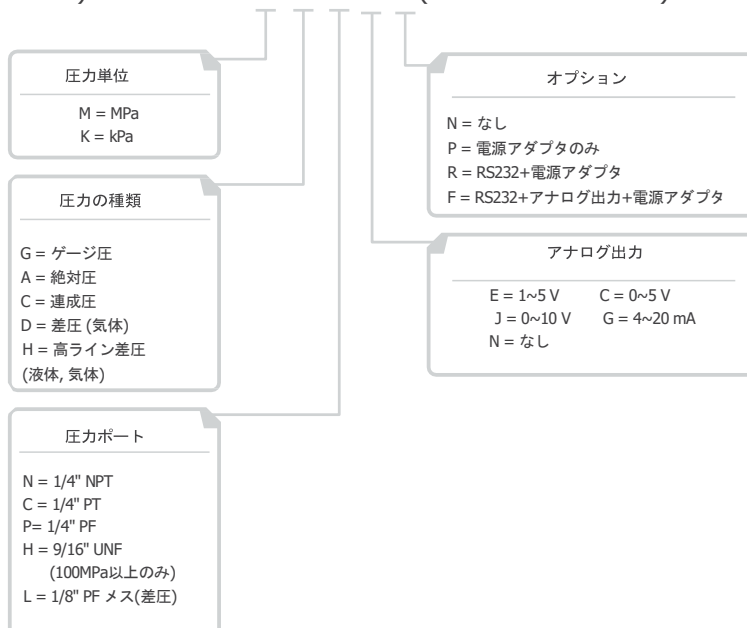 圧力単位
M = MPa
K = kPa
圧力の種類
G = ゲージ圧
A = 絶対圧
C = 連成圧
D = 差圧 (気体)
H = 高ライン差圧
(液体, 気体)
圧力ポート
N = 1/4" NPT
C = 1/4" PT
P= 1/4" PF
H = 9/16" UNF
(100MPa以上のみ)
L = 1/8" PF メス(差圧)
オプション
N = なし
P = 電源アダプタのみ
R = RS232+電源アダプタ
F = RS232+アナログ出力+電源アダプタ
アナログ出力
E = 1~5 V C = 0~5 V
J = 0~10 V G = 4~20 mA
N = なし